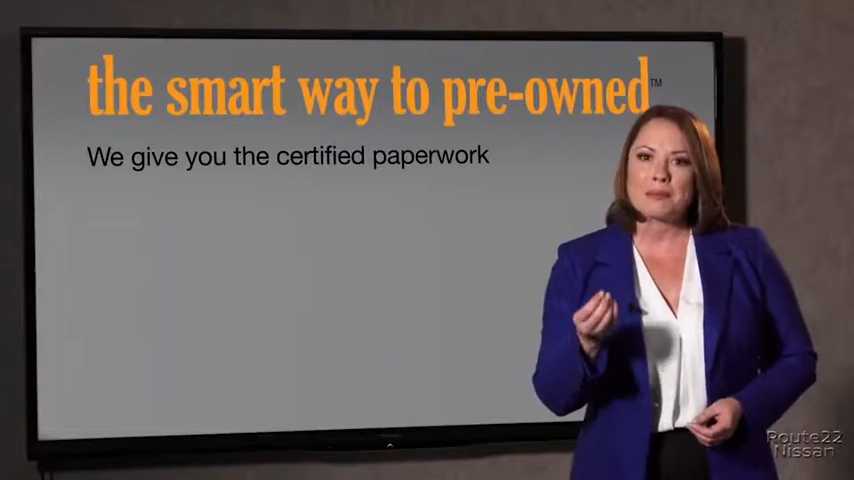 the smart way to pre-owned™
We give you the certified paperwork
Route22
Nissan